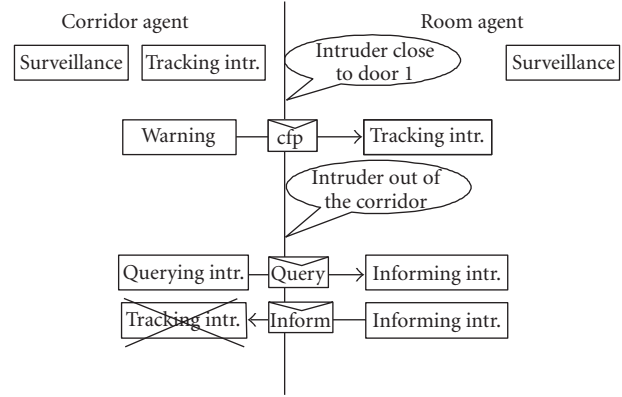 Corridor agent
Room agent
Surveillance
Tracking intr.
Intruder close
to door 1
Surveillance
Warning
cfp
Tracking intr.
Intruder out of
the corridor
Querying intr.
Query
Informing intr.
Tracking intr.
Inform
Informing intr.